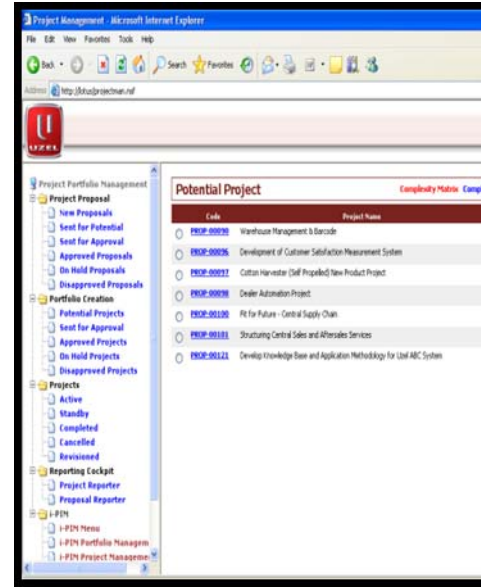 Project Management - Microsoft Internet Explorer
File Edit View Favorites Tools Help
Back Search Favorites
Address http://lotus/projectman.nsf
U
UZEL
Project Portfolio Management
Project Proposal
New Proposals
Sent for Potential
Sent for Approval
Approved Proposals
On Hold Proposals
Disapproved Proposals
Portfolio Creation
Potential Projects
Sent for Approval
Approved Projects
On Hold Projects
Disapproved Projects
Projects
Active
Standby
Completed
Cancelled
Revisioned
Reporting Cockpit
Project Reporter
Proposal Reporter
i-PIM
i-PIM Menu
i-PIM Portfolio Managem
i-PIM Project Manageme
Potential Project Complexity Matrix Comp
Code Project Name
PROP-00090 Warehouse Management & Barcode
PROP-00096 Development of Customer Satisfaction Measurement System
PROP-00097 Cotton Harvester (Self Propelled) New Product Project
PROP-00098 Dealer Automation Project
PROP-00100 Fit for Future - Central Supply Chain
PROP-00101 Structuring Central Sales and Aftersales Services
PROP-00121 Develop Knowledge Base and Application Methodology for Uzel ABC System